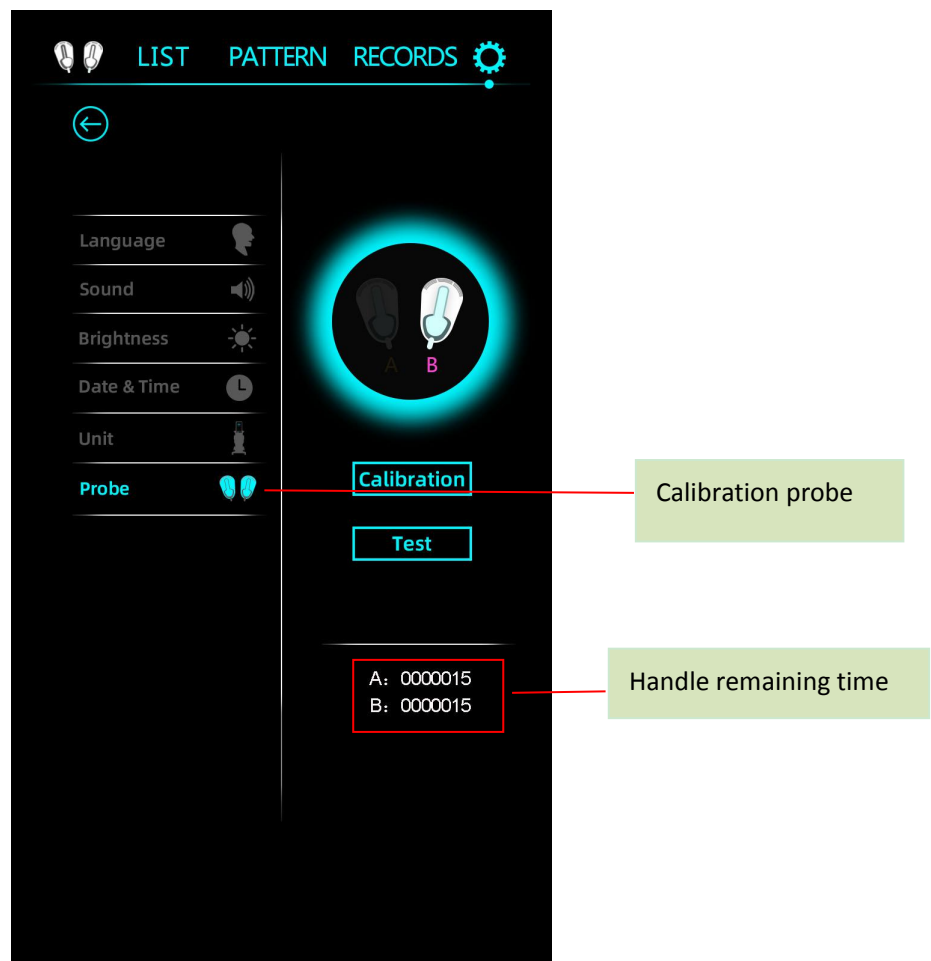 LIST PATTERN RECORDS
Language
Sound
Brightness
Date & Time
Unit
Probe
A B
Calibration
Test
A: 0000015
B: 0000015
Calibration probe
Handle remaining time